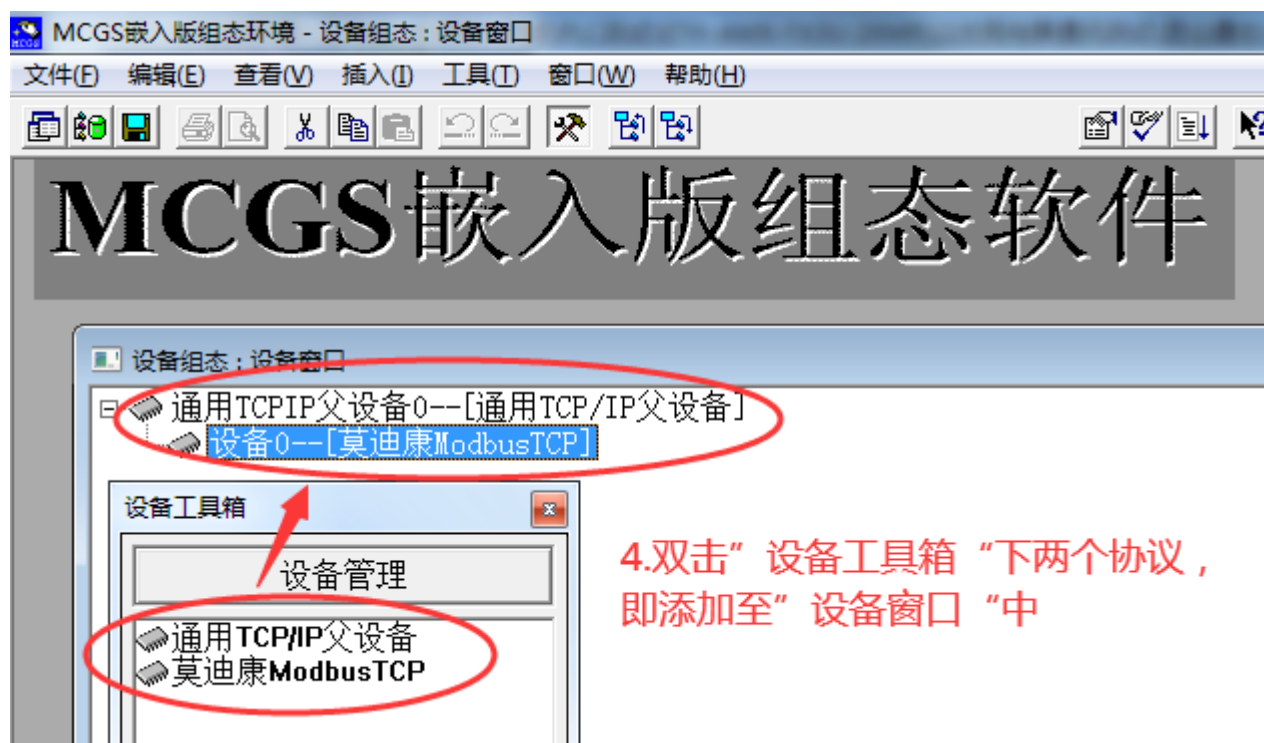 MCGS嵌入版组态环境 - 设备组态 : 设备窗口
文件(F) 编辑(E) 查看(V) 插入(I) 工具(T) 窗口(W) 帮助(H)
MCGS嵌入版组态软件
设备组态 : 设备窗口
通用TCPIP父设备0--[通用TCP/IP父设备]
设备0--[莫迪康ModbusTCP]
设备工具箱
设备管理
通用TCP/IP父设备
莫迪康ModbusTCP
4.双击”设备工具箱“下两个协议，
即添加至”设备窗口“中